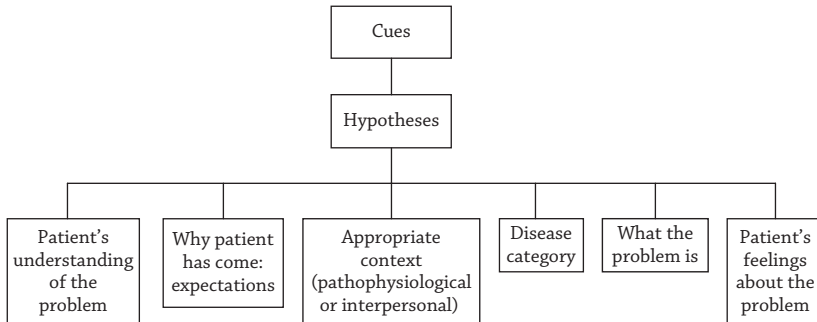 Cues
Hypotheses
Patient's
understanding
of the
problem
Why patient
has come:
expectations
Appropriate
context
(pathophysiological
or interpersonal)
Disease
category
What the
problem is
Patient's
feelings
about the
problem